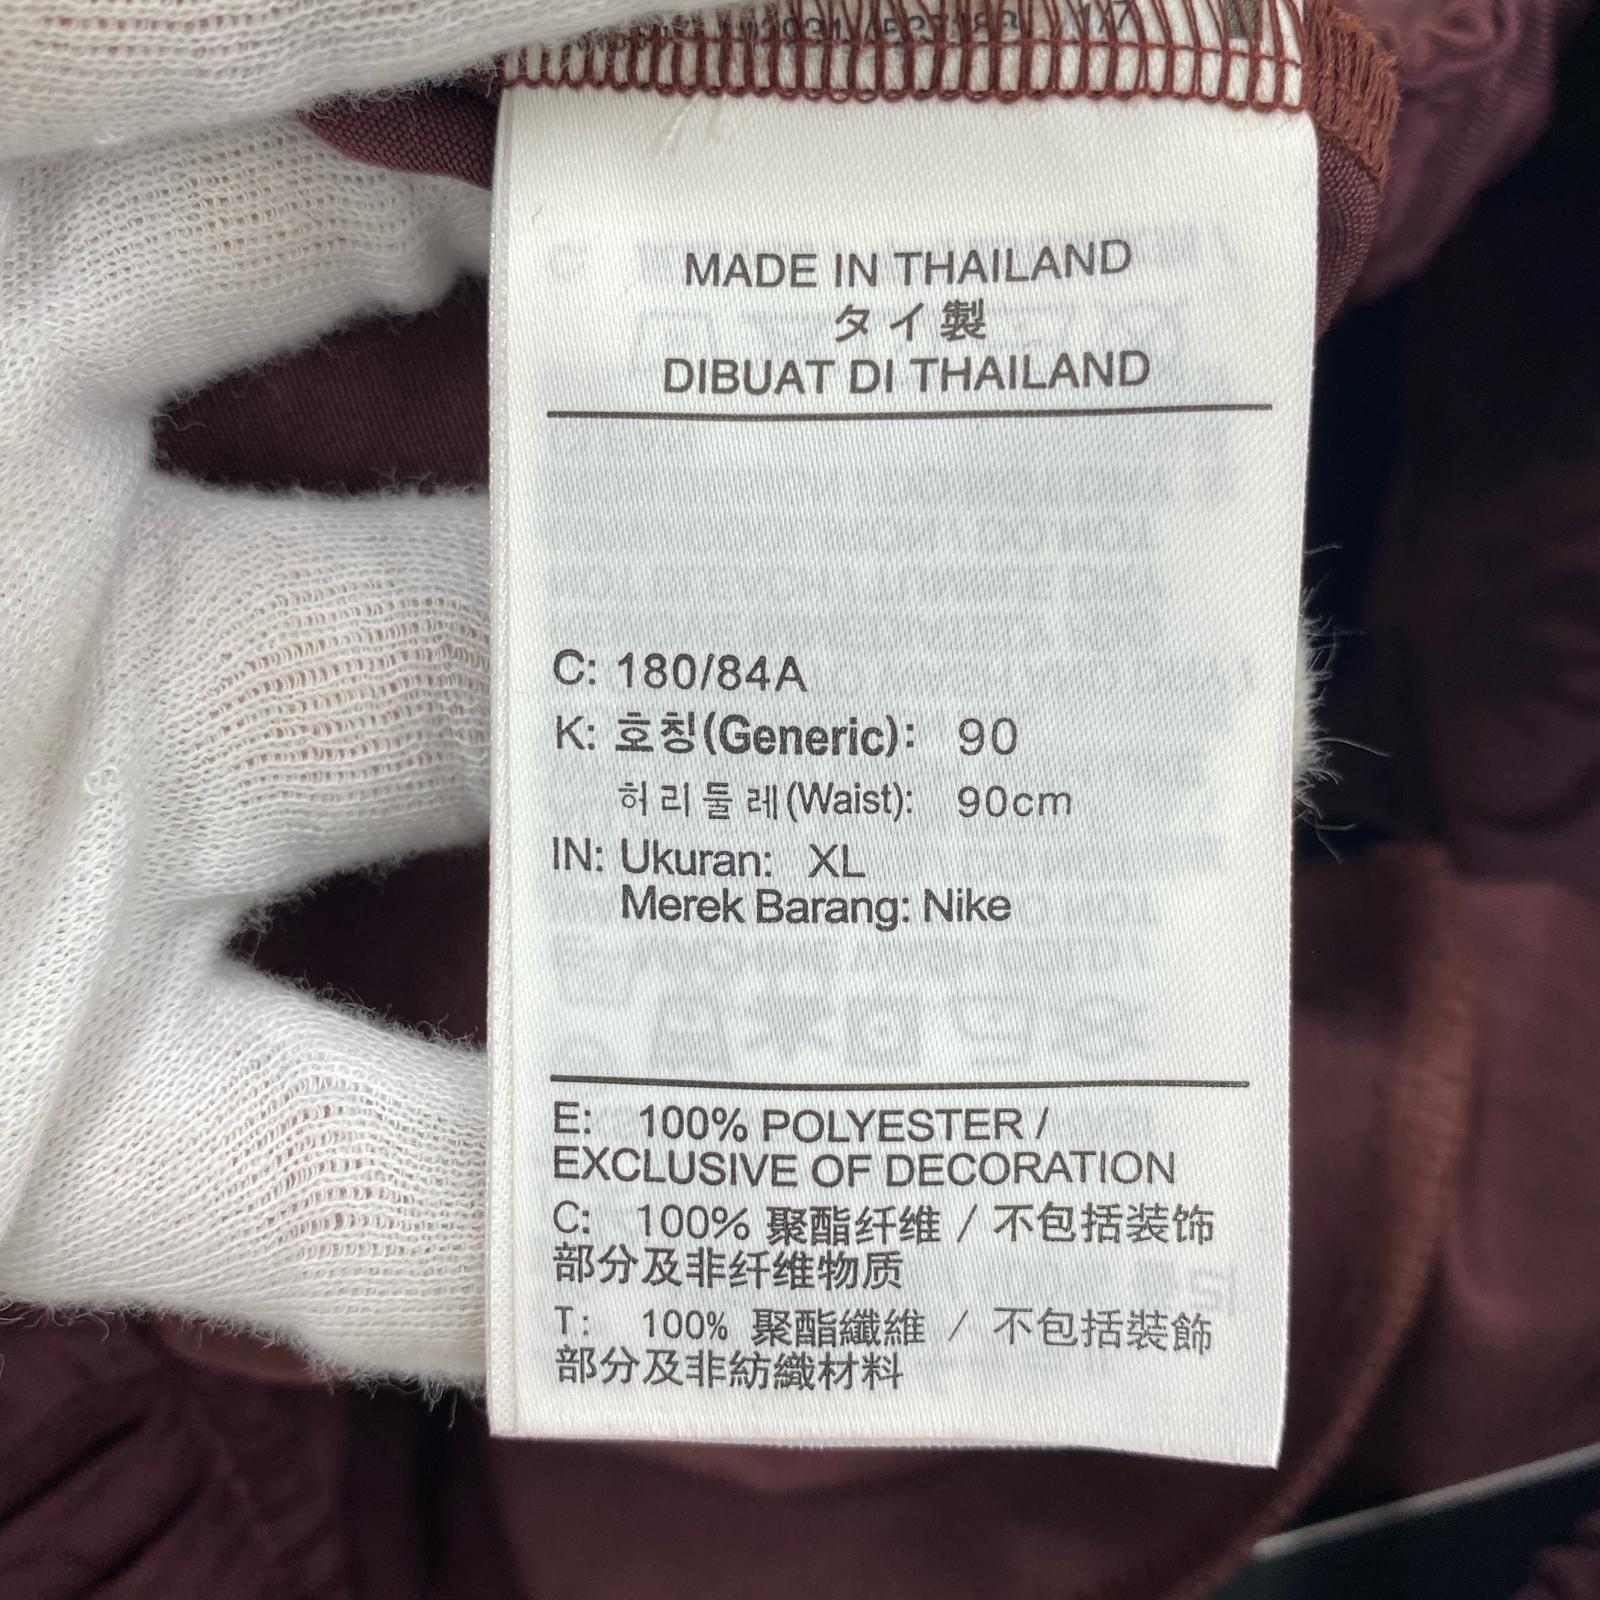 MADE IN THAILAND
タイ製
DIBUAT DI THAILAND
C: 180/84A
K: 호칭(Generic): 90
허리둘레(Waist): 90cm
IN: Ukuran: XL
Merek Barang: Nike
E: 100% POLYESTER /
EXCLUSIVE OF DECORATION
C: 100% 聚酯纤维 / 不包括装饰
部分及非纤维物质
T: 100% 聚酯纖維 / 不包括裝飾
部分及非紡織材料